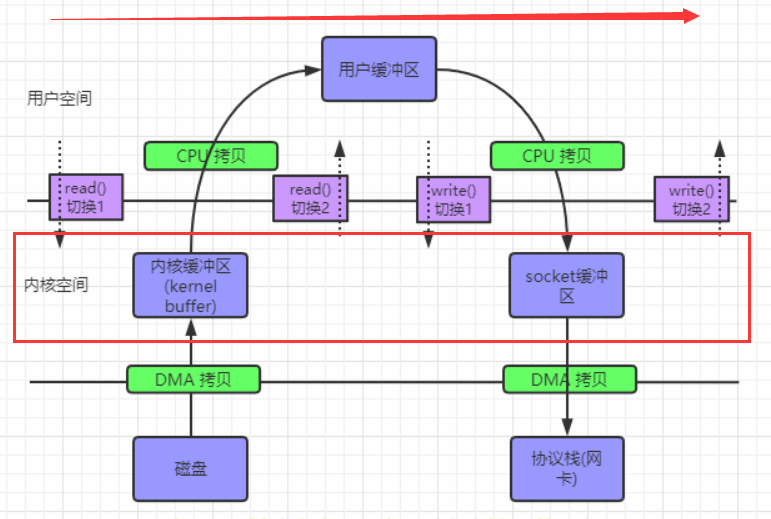 用户缓冲区
用户空间
CPU 拷贝
CPU 拷贝
read()
切换1
read()
切换2
write()
切换1
write()
切换2
内核空间
内核缓冲区
(kernel
buffer)
socket缓冲
区
DMA 拷贝
DMA 拷贝
磁盘
协议栈(网
卡)